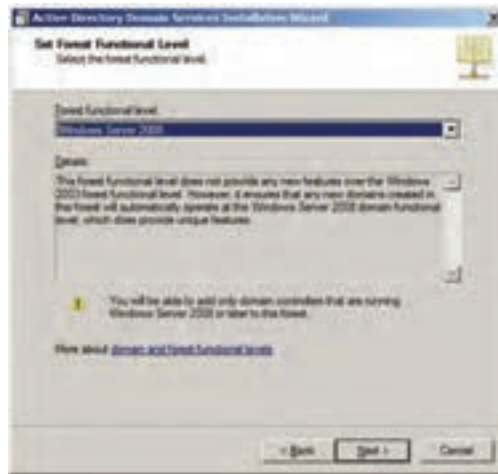 Active Directory Domain Services Installation Wizard
Set Forest Functional Level
Select the forest functional level.
Forest functional level:
Windows Server 2008
Details:
This forest functional level does not provide any new features over the Windows
2003 forest functional level. However, it ensures that any new domains created in
this forest will automatically operate at the Windows Server 2008 domain functional
level, which does provide unique features.
You will be able to add only domain controllers that are running
Windows Server 2008 or later to this forest.
More about domain and forest functional levels
< Back
Next >
Cancel